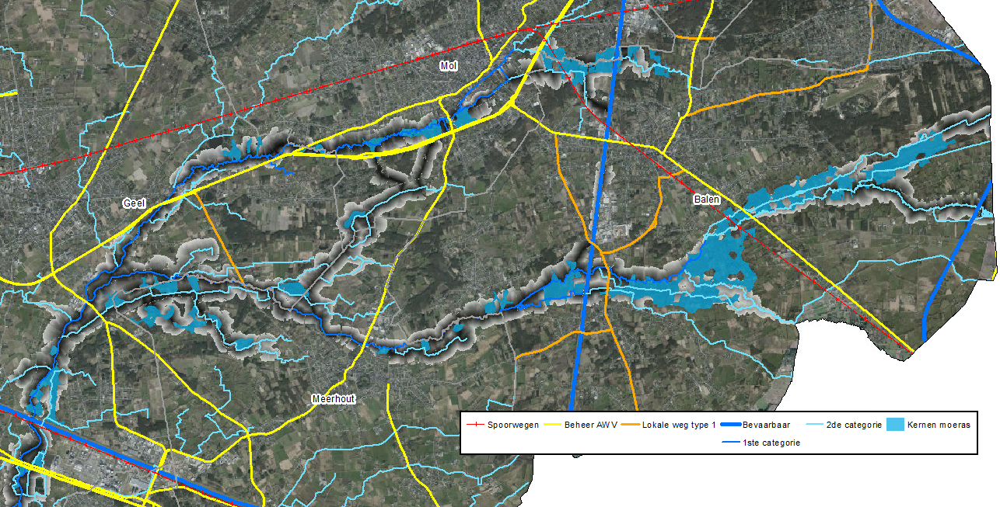 Mol
Geel
Balen
Meerhout
Spoorwegen Beheer AWV Lokale weg type 1 Bevaarbaar 2de categorie Kernen moeras
1ste categorie